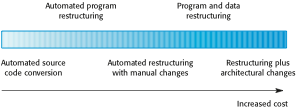 Automated program
restructuring
Program and data
restructuring
Automated source
code conversion
Automated restructuring
with manual changes
Restructuring plus
architectural changes
Increased cost